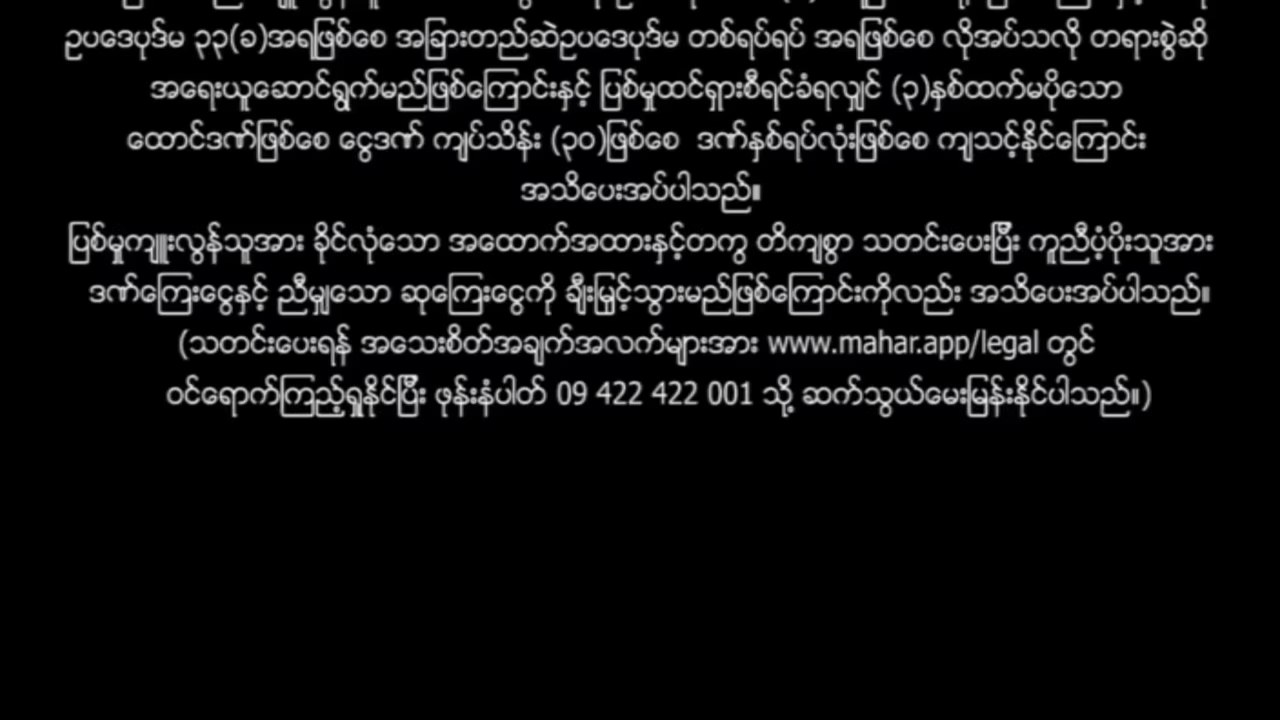 ဥပဒေပုဒ်မ ၃၃(ခ)အရဖြစ်စေ အခြားတည်ဆဲဥပဒေပုဒ်မ တစ်ရပ်ရပ် အရဖြစ်စေ လိုအပ်သလို တရားစွဲဆို
အရေးယူဆောင်ရွက်မည်ဖြစ်ကြောင်းနှင့် ပြစ်မှုထင်ရှားစီရင်ခံရလျှင် (၃)နှစ်ထက်မပိုသော
ထောင်ဒဏ်ဖြစ်စေ ငွေဒဏ် ကျပ်သိန်း (၃၀)ဖြစ်စေ ဒဏ်နှစ်ရပ်လုံးဖြစ်စေ ကျသင့်နိုင်ကြောင်း
အသိပေးအပ်ပါသည်။
ပြစ်မှုကျူးလွန်သူအား ခိုင်လုံသော အထောက်အထားနှင့်တကွ တိကျစွာ သတင်းပေးပြီး ကူညီပံ့ပိုးသူအား
ဒဏ်ကြေးငွေနှင့် ညီမျှသော ဆုကြေးငွေကို ချီးမြှင့်သွားမည်ဖြစ်ကြောင်းကိုလည်း အသိပေးအပ်ပါသည်။
(သတင်းပေးရန် အသေးစိတ်အချက်အလက်များအား www.mahar.app/legal တွင်
ဝင်ရောက်ကြည့်ရှုနိုင်ပြီး ဖုန်းနံပါတ် 09 422 422 001 သို့ ဆက်သွယ်မေးမြန်းနိုင်ပါသည်။)